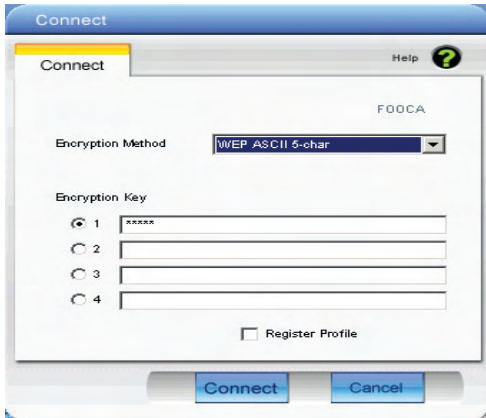 Connect
Connect
Help ?
FOOCA
Encryption Method WEP ASCII 5-char
Encryption Key
1 *****
2
3
4
Register Profile
Connect Cancel